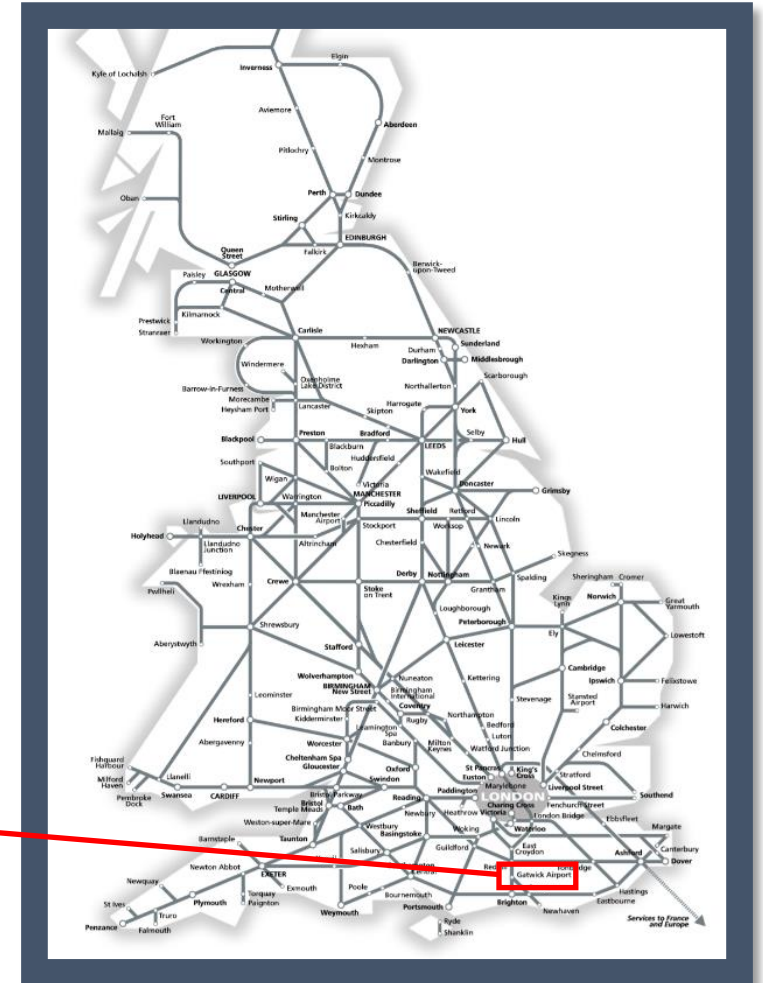 Elgin
Inverness
Kyle of Lochalsh
Aviemore
Fort
William
Aberdeen
Mallaig
Pitlochry
Montrose
Perth
Dundee
Oban
Stirling
Kirkcaldy
EDINBURGH
Queen
Street
Falkirk
Berwick-
upon-Tweed
Paisley
GLASGOW
Central
Motherwell
Prestwick
Kilmarnock
Stranraer
Carlisle
NEWCASTLE
Workington
Hexham
Sunderland
Durham
Darlington
Middlesbrough
Windermere
Scarborough
Oxenholme
Lake District
Northallerton
Barrow-in-Furness
Morecambe
Heysham Port
Lancaster
Harrogate
Skipton
York
Preston
Bradford
Selby
Blackpool
Blackburn
LEEDS
Hull
Huddersfield
Southport
Bolton
Wakefield
Wigan
Victoria
Doncaster
MANCHESTER
Piccadilly
Grimsby
LIVERPOOL
Warrington
Sheffield
Retford
Manchester
Airport
Lincoln
Llandudno
Stockport
Worksop
Chester
Holyhead
Llandudno
Junction
Altrincham
Chesterfield
Newark
Skegness
Blaenau Ffestiniog
Derby
Nottingham
Spalding
Sheringham
Cromer
Pwllheli
Wrexham
Crewe
Stoke
on Trent
Grantham
Kings
Lynn
Norwich
Great
Yarmouth
Loughborough
Shrewsbury
Peterborough
Ely
Lowestoft
Aberystwyth
Stafford
Leicester
Wolverhampton
Cambridge
BIRMINGHAM
New Street
Nuneaton
Kettering
Ipswich
Felixstowe
Birmingham
International
Leominster
Stevenage
Stansted
Airport
Birmingham Moor Street
Coventry
Harwich
Kidderminster
Rugby
Northampton
Hereford
Leamington
Spa
Bedford
Colchester
Abergavenny
Worcester
Banbury
Milton
Keynes
Luton
Watford Junction
Chelmsford
Cheltenham Spa
Fishguard
Harbour
Gloucester
Oxford
St Pancras
Euston
King's
Cross
Stratford
Llanelli
Swindon
Marylebone
Liverpool Street
Milford
Haven
Newport
Bristol Parkway
Paddington
LONDON
Southend
Pembroke
Dock
Swansea
CARDIFF
Bristol
Temple Meads
Bath
Reading
Charing Cross
Fenchurch Street
Newbury
Heathrow
Victoria
London Bridge
Ebbsfleet
Weston-super-Mare
Westbury
Waterloo
Margate
Barnstaple
Taunton
Basingstoke
Woking
East
Croydon
Canterbury
Salisbury
Guildford
Ashford
Dover
Newton Abbot
Gatwick Airport
EXETER
Central
Newquay
Exmouth
Poole
Hastings
Torquay
Bournemouth
Eastbourne
St Ives
Plymouth
Paignton
Portsmouth
Brighton
Newhaven
Truro
Weymouth
Ryde
Services to France
and Europe
Penzance
Falmouth
Shanklin